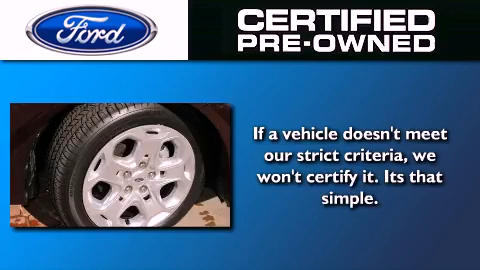 Ford
CERTIFIED
PRE-OWNED
If a vehicle doesn't meet
our strict criteria, we
won't certify it. Its that
simple.